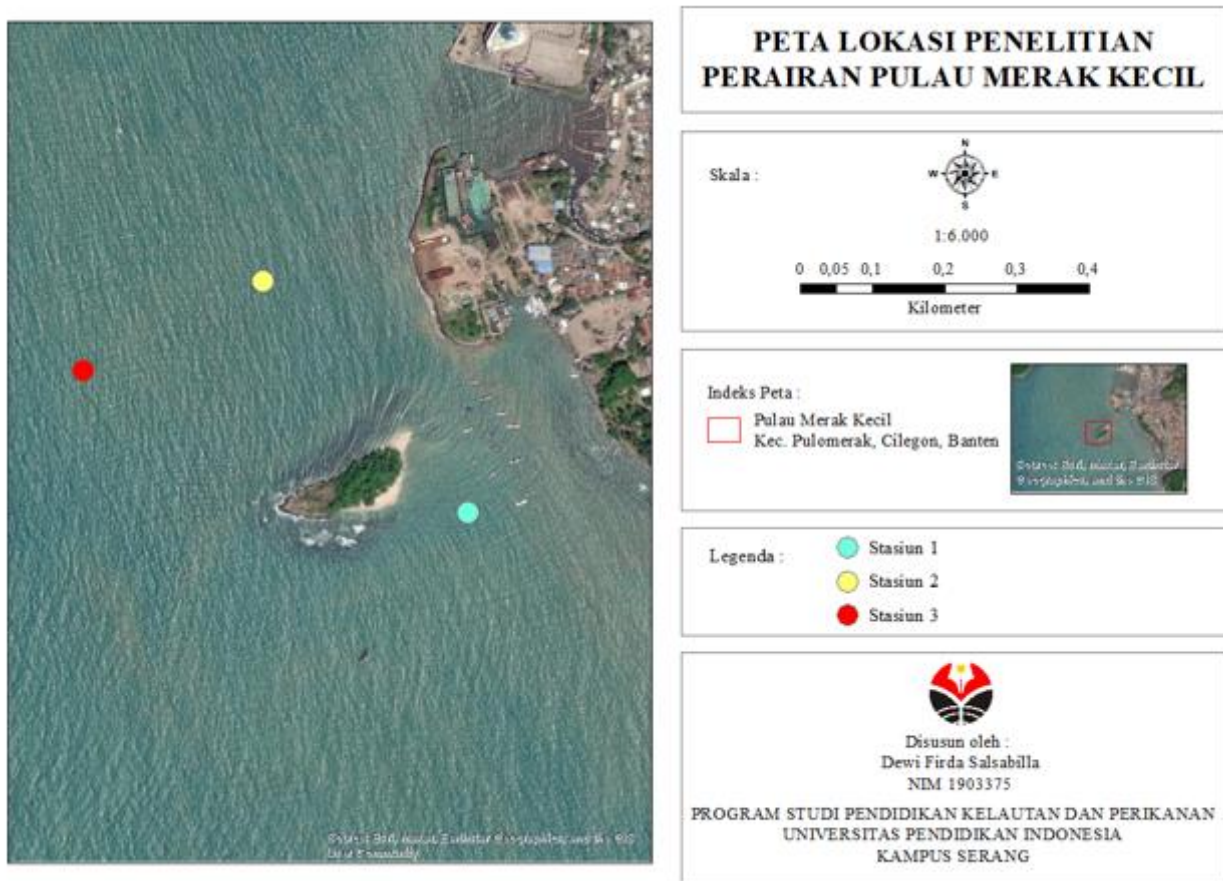 PETA LOKASI PENELITIAN
PERAIRAN PULAU MERAK KECIL
Skala :
N
W E
S
1:6.000
0 0,05 0,1 0,2 0,3 0,4
Kilometer
Indeks Peta :
Pulau Merak Kecil
Kec. Pulomerak, Cilegon, Banten
Legenda :
Stasiun 1
Stasiun 2
Stasiun 3
Disusun oleh :
Dewi Firda Salsabilla
NIM 1903375
PROGRAM STUDI PENDIDIKAN KELAUTAN DAN PERIKANAN
UNIVERSITAS PENDIDIKAN INDONESIA
KAMPUS SERANG